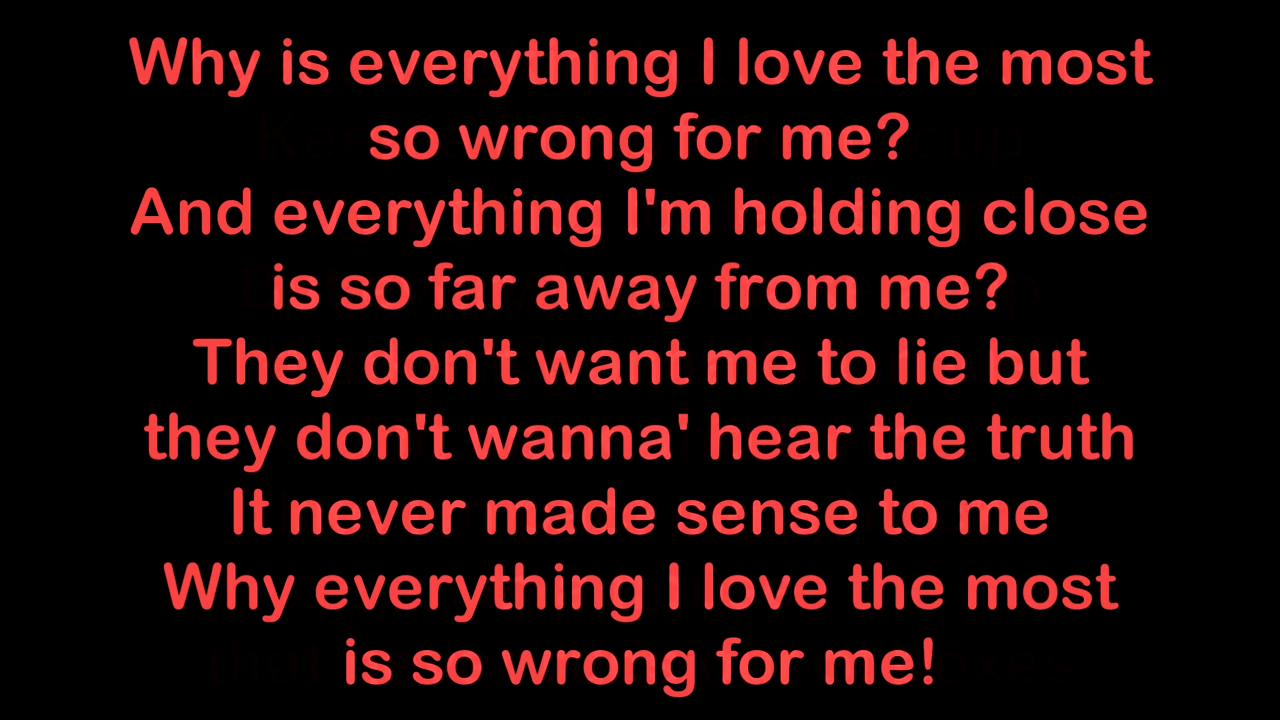 Why is everything I love the most
so wrong for me?
And everything I'm holding close
is so far away from me?
They don't want me to lie but
they don't wanna' hear the truth
It never made sense to me
Why everything I love the most
is so wrong for me!